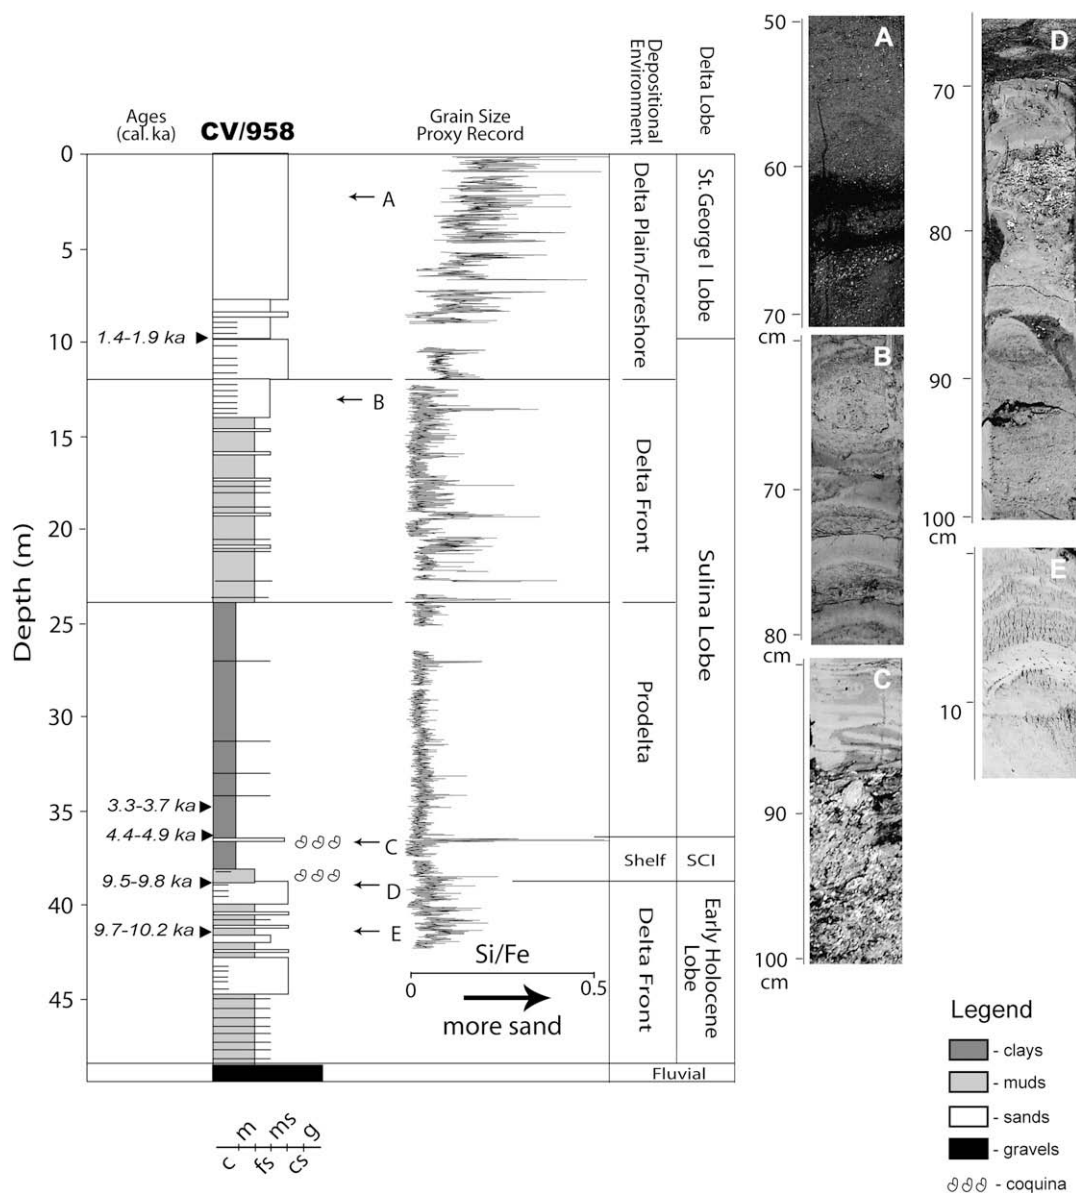 Ages
(cal. ka)
CV/958
Grain Size
Proxy Record
Depositional
Environment
Delta Lobe
Depth (m)
0
5
10
15
20
25
30
35
40
45
1.4-1.9 ka
3.3-3.7 ka
4.4-4.9 ka
9.5-9.8 ka
9.7-10.2 ka
A
B
C
D
E
Si/Fe
0
0.5
more sand
Delta Plain/Foreshore
Delta Front
Prodelta
Shelf
Delta Front
Fluvial
St. George I Lobe
Sulina Lobe
SCI
Early Holocene
Lobe
c
m
fs
ms
cs
g
A
50
60
70
cm
B
70
80
cm
C
90
100
cm
D
70
80
90
100
cm
E
10
Legend
- clays
- muds
- sands
- gravels
- coquina